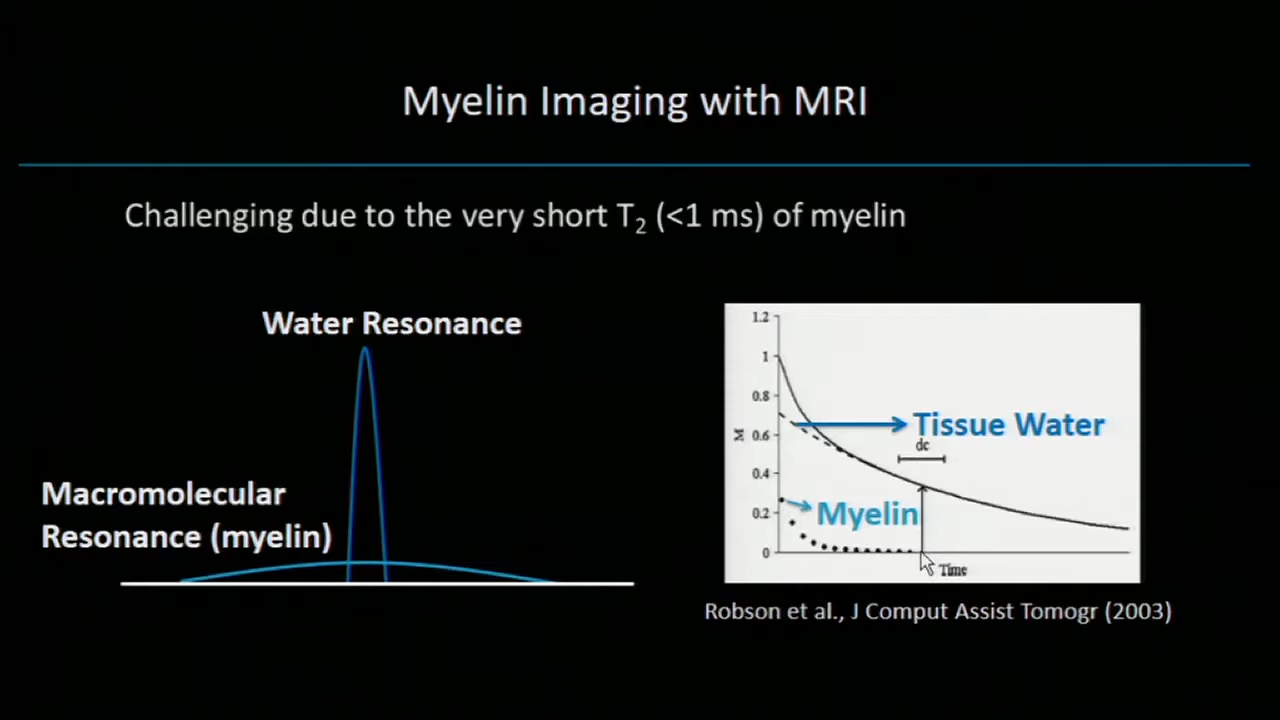 Myelin Imaging with MRI
Challenging due to the very short T₂ (<1 ms) of myelin
Water Resonance
Macromolecular
Resonance (myelin)
1.2
1
0.8
0.6
0.4
0.2
0
M
Tissue Water
dc
Myelin
Time
Robson et al., J Comput Assist Tomogr (2003)